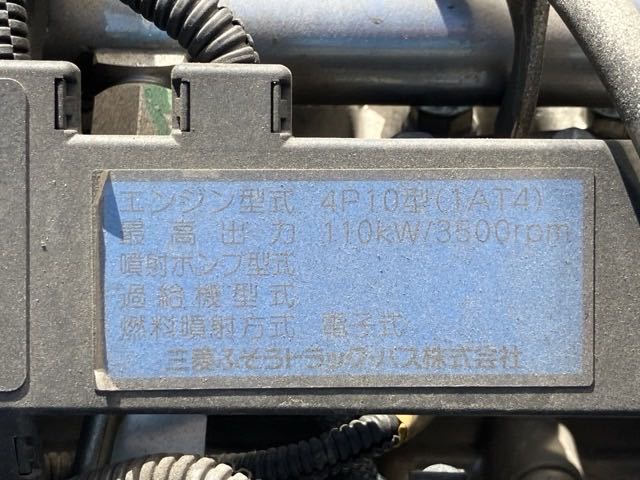 エンジン型式 4P10型(1AT4)
最高出力 110kW/3500rpm
噴射ポンプ型式
過給機型式
燃料噴射方式 電子式
三菱ふそうトラック・バス株式会社